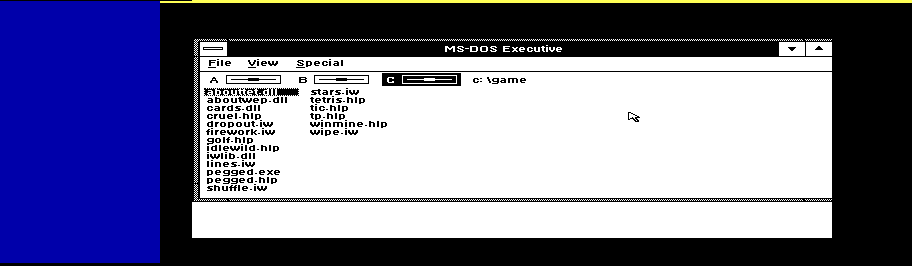 MS-DOS Executive
File View Special
A B C c: \game
abouttet.dll stars.iw
aboutwep.dll tetris.hlp
cards.dll tic.hlp
cruel.hlp tp.hlp
dropout.iw winmine.hlp
firework.iw wipe.iw
golf.hlp
idlewild.hlp
iwlib.dll
lines.iw
pegged.exe
pegged.hlp
shuffle.iw